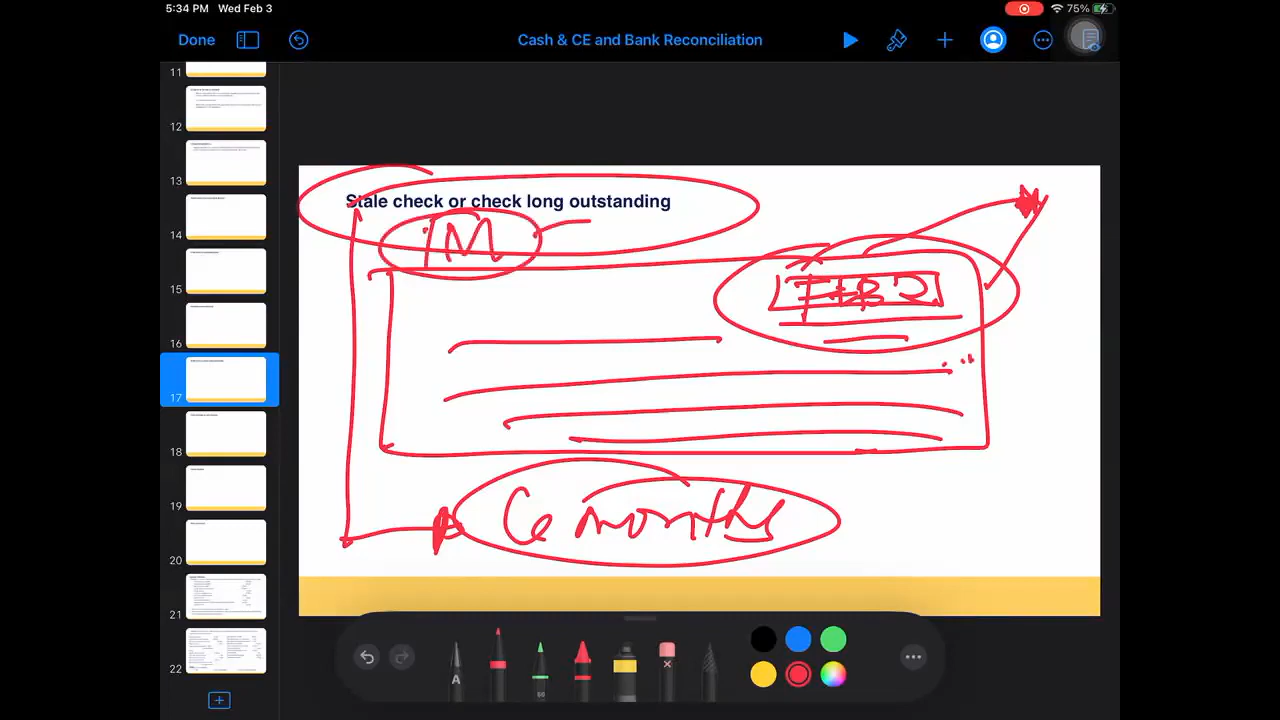 5:34 PM Wed Feb 3
75%
Done
Cash & CE and Bank Reconciliation
11
12
13
14
15
16
17
18
19
20
21
22
Stale check or check long outstanding
1M
FEB 2
6 months
A
50